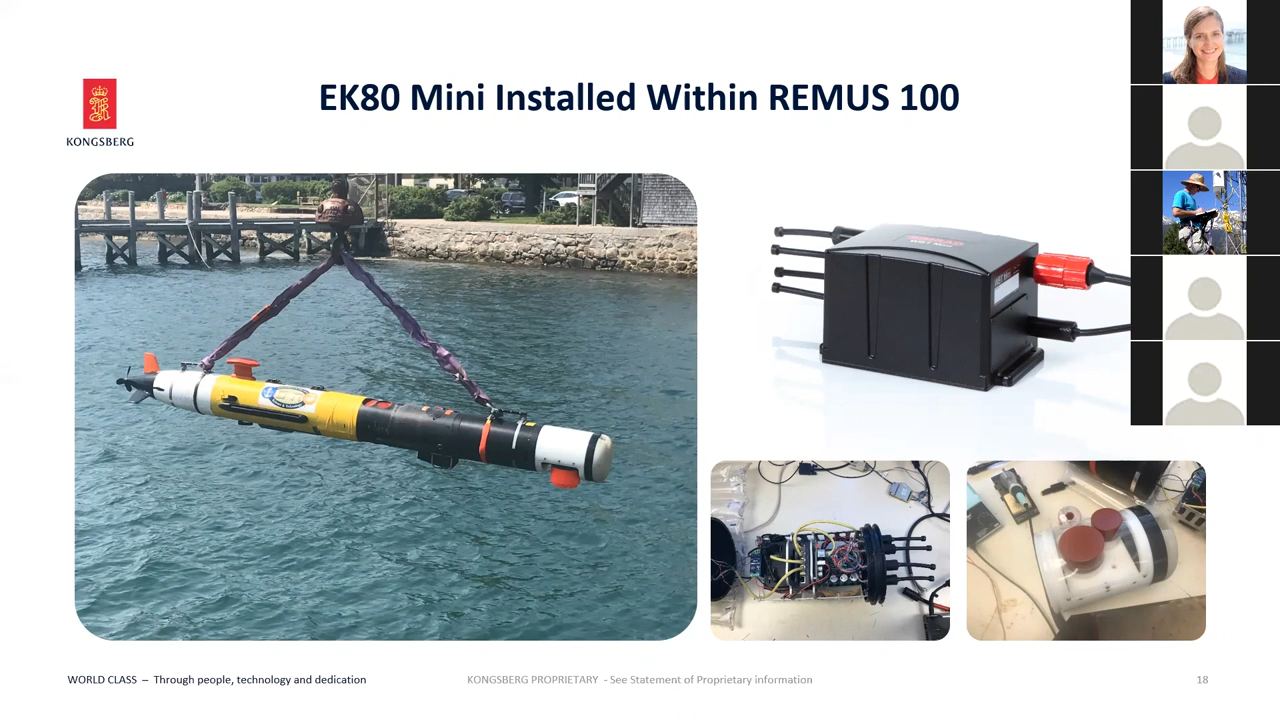 EK80 Mini Installed Within REMUS 100
KONGSBERG
WORLD CLASS – Through people, technology and dedication
KONGSBERG PROPRIETARY - See Statement of Proprietary information
18